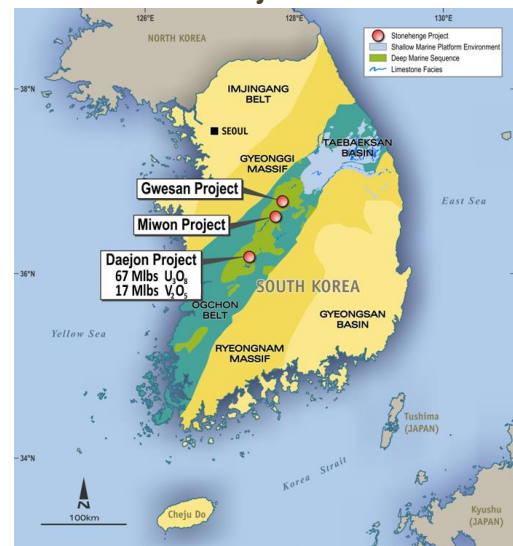 126°E
128°E
NORTH KOREA
Stonehenge Project
Shallow Marine Platform Environment
Deep Marine Sequence
Limestone Facies
38°N
IMJINGANG
BELT
SEOUL
TAEBAEKSAN
BASIN
GYEONGGI
MASSIF
Gwesan Project
East Sea
Miwon Project
Daejon Project
67 Mlbs U₃O₈
17 Mlbs V₂O₅
36°N
SOUTH KOREA
OGCHON
BELT
GYEONGSAN
BASIN
Yellow Sea
RYEONGNAM
MASSIF
Tushima
(JAPAN)
34°N
Korea Strait
N
100km
Cheju Do
Kyushu
(JAPAN)